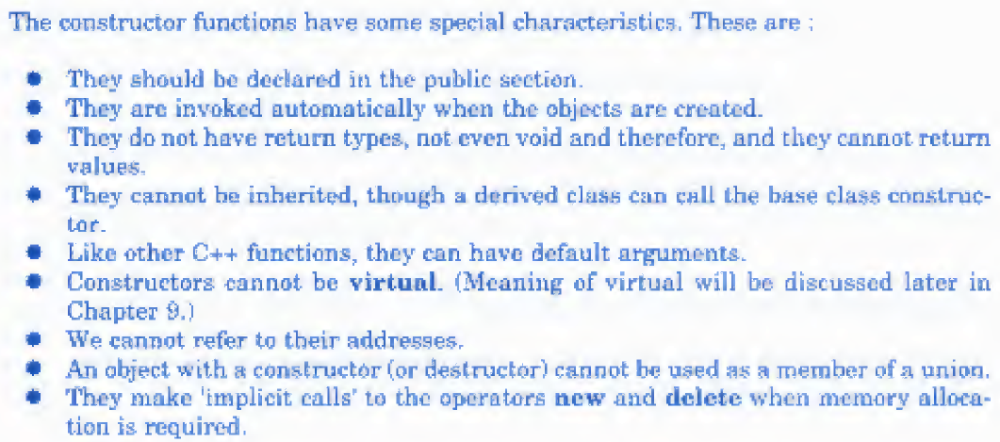 The constructor functions have some special characteristics. These are :
● They should be declared in the public section.
● They are invoked automatically when the objects are created.
● They do not have return types, not even void and therefore, and they cannot return
values.
● They cannot be inherited, though a derived class can call the base class construc-
tor.
● Like other C++ functions, they can have default arguments.
● Constructors cannot be virtual. (Meaning of virtual will be discussed later in
Chapter 9.)
● We cannot refer to their addresses.
● An object with a constructor (or destructor) cannot be used as a member of a union.
● They make 'implicit calls' to the operators new and delete when memory alloca-
tion is required.